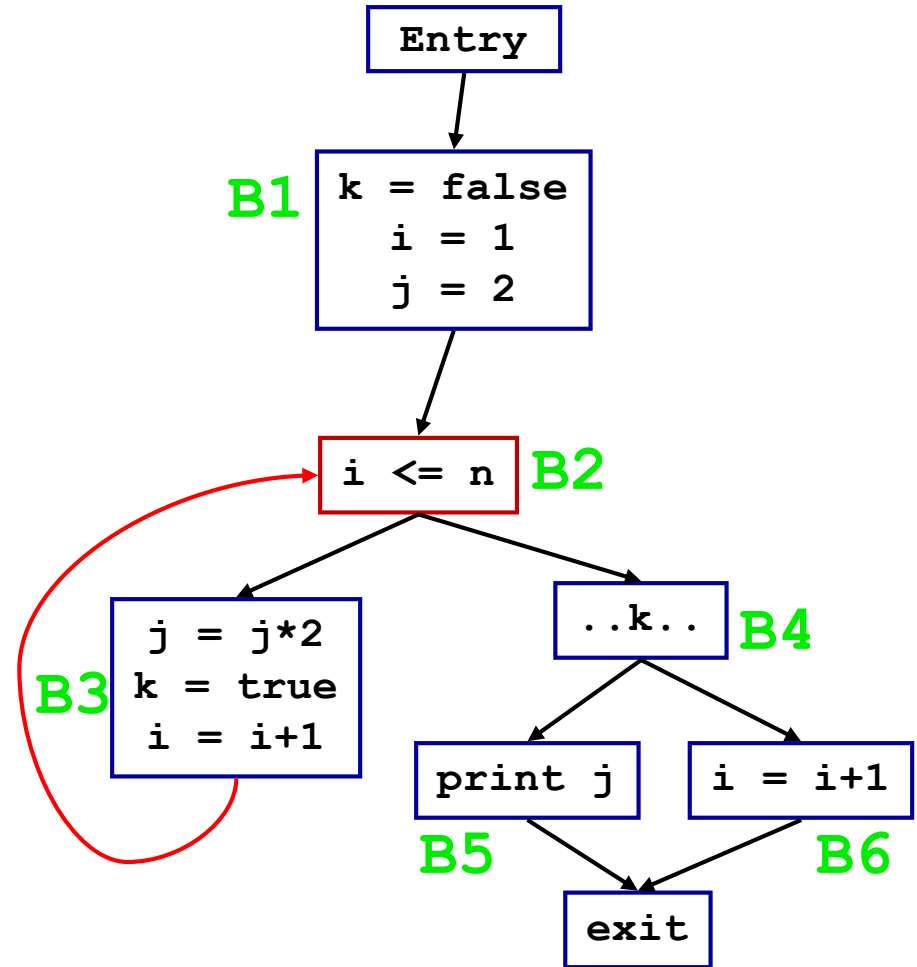 Entry
B1
k = false
i = 1
j = 2
i <= n
B2
j = j*2
B3
k = true
i = i+1
..k..
B4
print j
i = i+1
B5
B6
exit